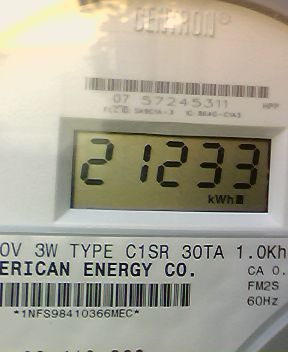 CENTRON®
07 57245311
HPP
21233
kWh
0V 3W TYPE C1SR 30TA 1.0Kh
ERICAN ENERGY CO.
CA 0.
FM2S
60Hz
*1NFS98410366MEC*